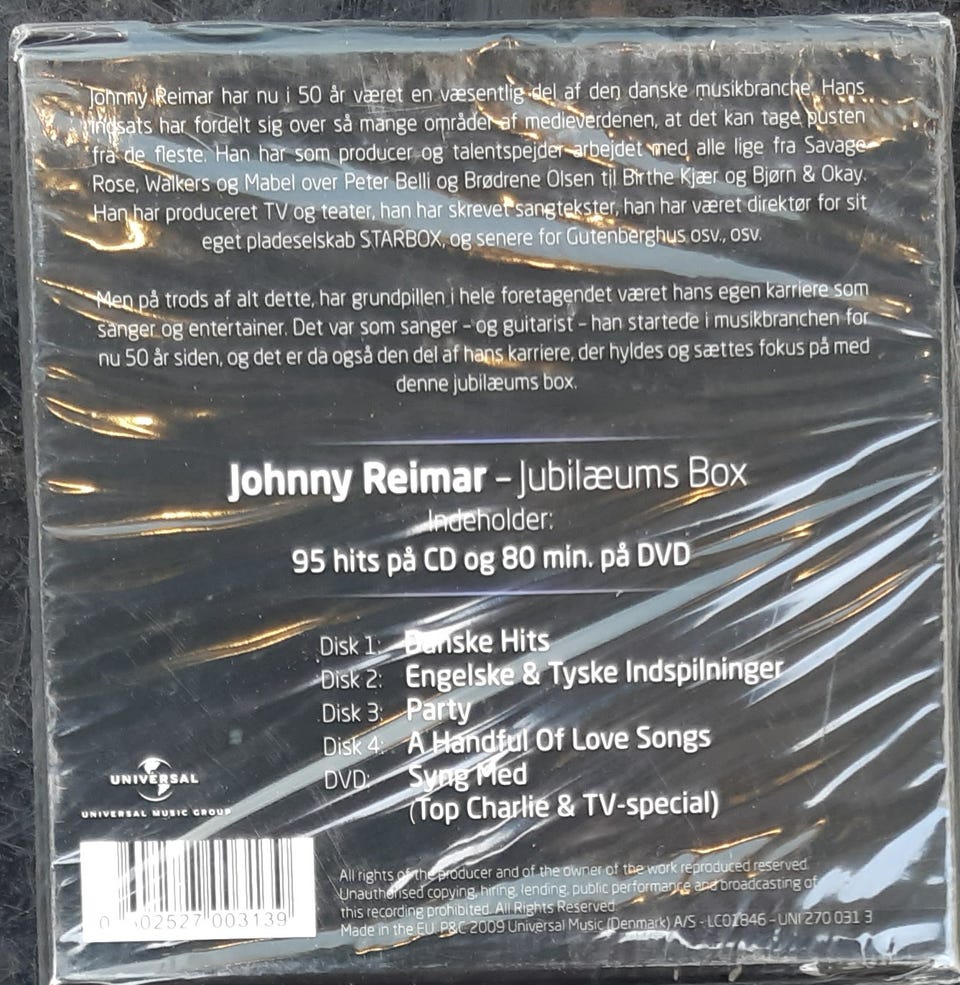 Johnny Reimar har nu i 50 år været en væsentlig del af den danske musikbranche. Hans
indsats har fordelt sig over så mange områder af medieverdenen, at det kan tage pusten
fra de fleste. Han har som producer og talentspejder arbejdet med alle lige fra Savage
Rose, Walkers og Mabel over Peter Belli og Brødrene Olsen til Birthe Kjær og Bjørn & Okay.
Han har produceret TV og teater, han har skrevet sangtekster, han har været direktør for sit
eget pladeselskab STARBOX, og senere for Gutenberghus osv., osv.
Men på trods af alt dette, har grundpillen i hele foretagendet været hans egen karriere som
sanger og entertainer. Det var som sanger – og guitarist – han startede i musikbranchen for
nu 50 år siden, og det er da også den del af hans karriere, der hyldes og sættes fokus på med
denne jubilæums box.
Johnny Reimar – Jubilæums Box
Indeholder:
95 hits på CD og 80 min. på DVD
Disk 1: Danske Hits
Disk 2: Engelske & Tyske Indspilninger
Disk 3: Party
Disk 4: A Handful Of Love Songs
DVD: Syng Med
(Top Charlie & TV-special)
UNIVERSAL
UNIVERSAL MUSIC GROUP
All rights of the producer and of the owner of the work reproduced reserved.
Unauthorised copying, hiring, lending, public performance and broadcasting of
this recording prohibited. All Rights Reserved.
Made in the EU. P&C 2009 Universal Music (Denmark) A/S - LC01846 - UNI 270 031 3
0 602527 003139